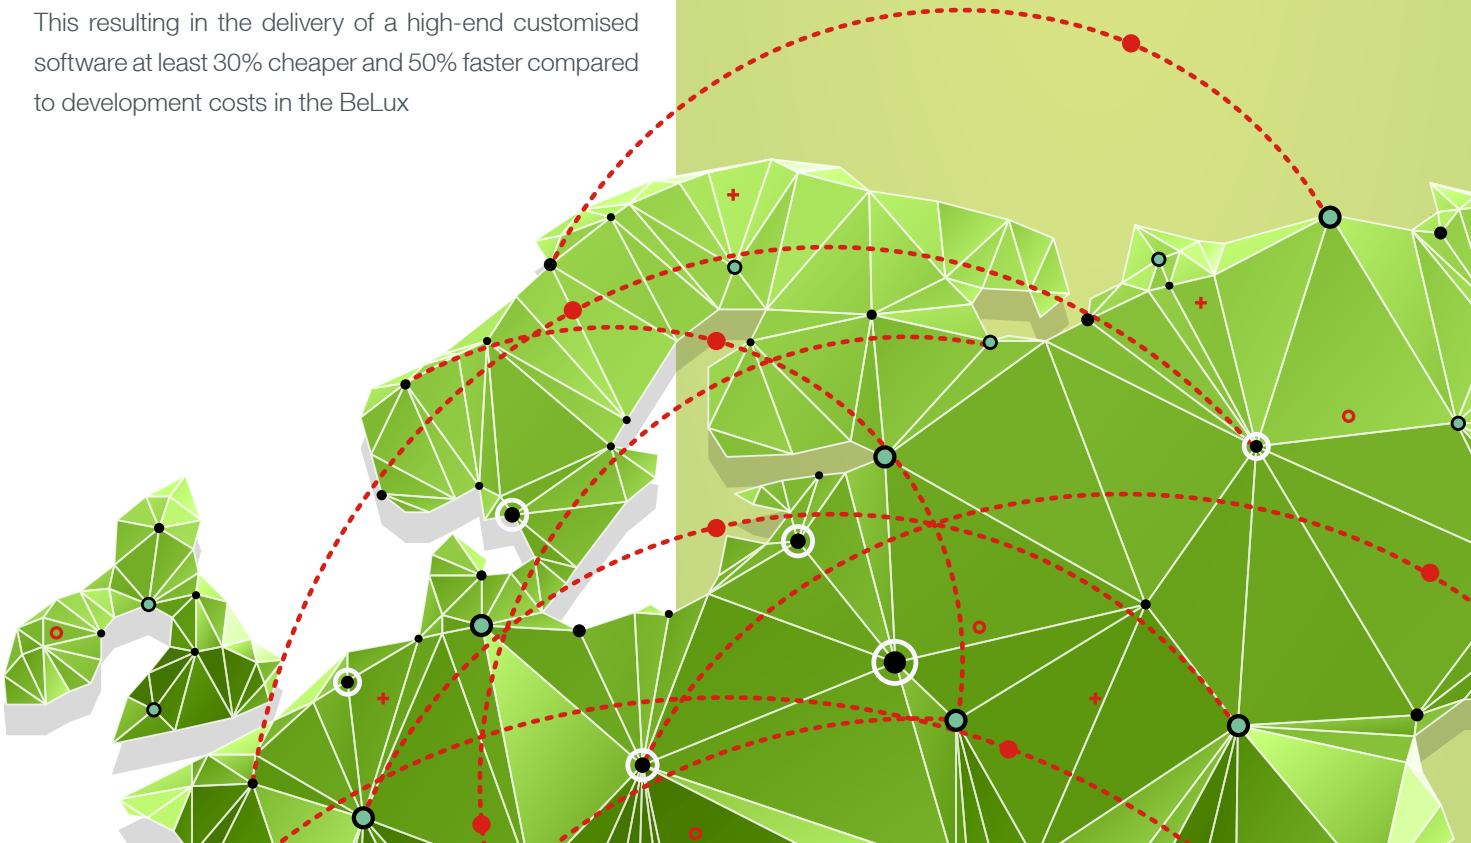 This resulting in the delivery of a high-end customised
software at least 30% cheaper and 50% faster compared
to development costs in the BeLux